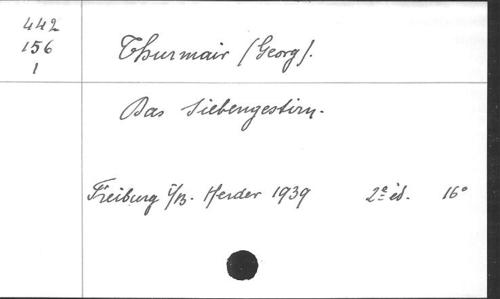 442
156
1
Thurmair (Georg).
Das Siebengestirn.
Freiburg i/B. Herder 1939 2e éd. 16°